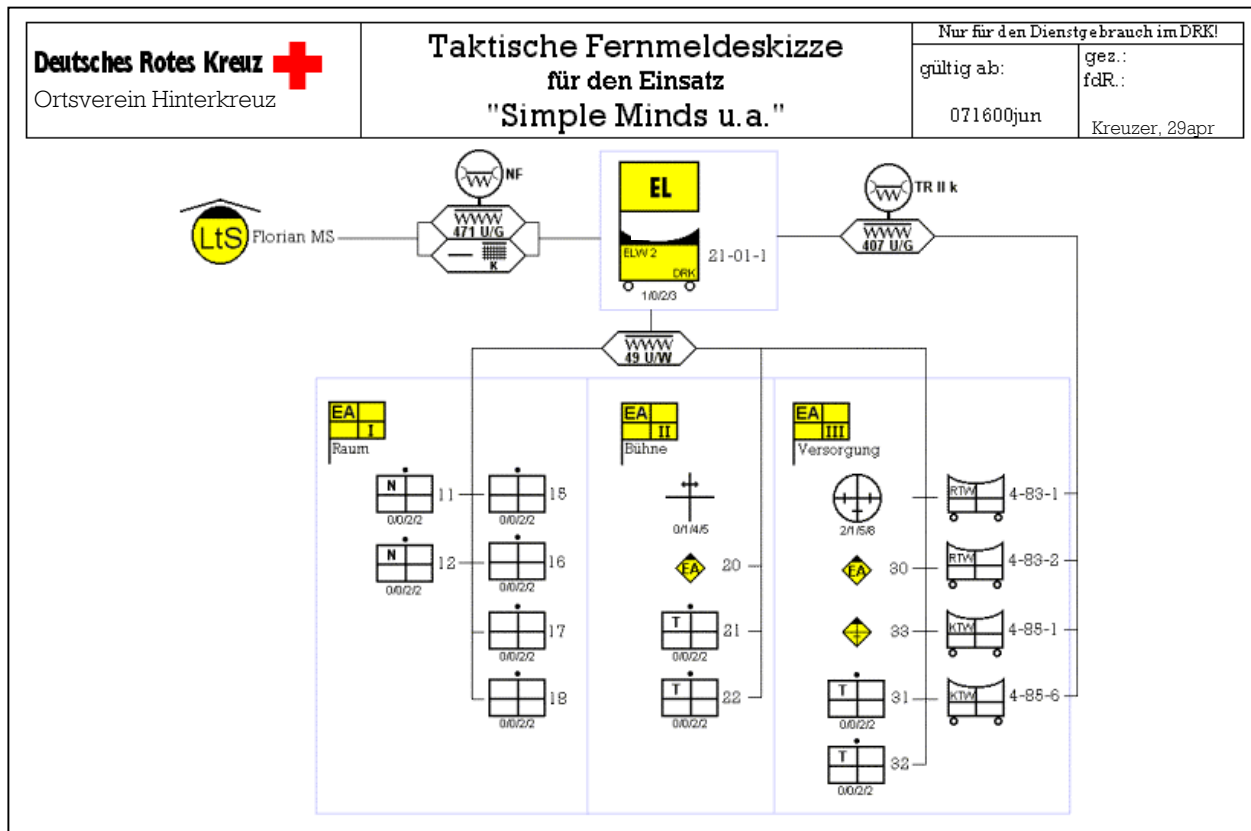 Deutsches Rotes Kreuz
Ortsverein Hinterkreuz
Taktische Fernmeldeskizze
für den Einsatz
"Simple Minds u.a."
Nur für den Dienstgebrauch im DRK!
gültig ab:
071600jun
gez.:
fdR.:
Kreuzer, 29apr
LtS
Florian MS
NF
471 U/G
K
EL
ELW 2
DRK
1/0/2/3
21-01-1
TR II k
407 U/G
49 U/W
EA
I
Raum
N
11
0/0/2/2
N
12
0/0/2/2
15
0/0/2/2
16
0/0/2/2
17
0/0/2/2
18
0/0/2/2
EA
II
Bühne
0/1/4/5
EA
20
T
21
0/0/2/2
T
22
0/0/2/2
EA
III
Versorgung
2/1/5/8
EA
30
33
T
31
0/0/2/2
T
32
0/0/2/2
RTW
4-83-1
RTW
4-83-2
KTW
4-85-1
KTW
4-85-6